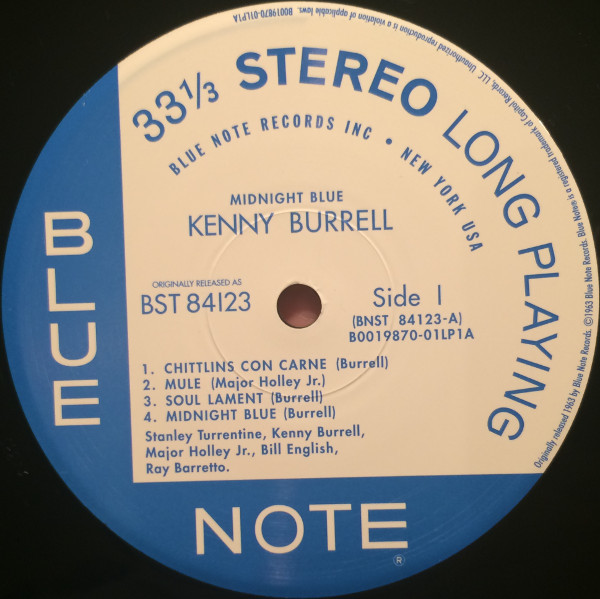 B0019870-01LP1A
Unauthorized reproduction is a violation of applicable laws.
Blue Note® is a registered trademark of Capitol Records, LLC.
Originally released 1963 by Blue Note Records. ©1963 Blue Note Records.
33 1/3 STEREO LONG PLAYING
BLUE NOTE RECORDS INC • NEW YORK USA
MIDNIGHT BLUE
KENNY BURRELL
ORIGINALLY RELEASED AS
BST 84123
Side 1
(BNST 84123-A)
B0019870-01LP1A
1. CHITTLINS CON CARNE (Burrell)
2. MULE (Major Holley Jr.)
3. SOUL LAMENT (Burrell)
4. MIDNIGHT BLUE (Burrell)
Stanley Turrentine, Kenny Burrell,
Major Holley Jr., Bill English,
Ray Barretto.
BLUE
NOTE®